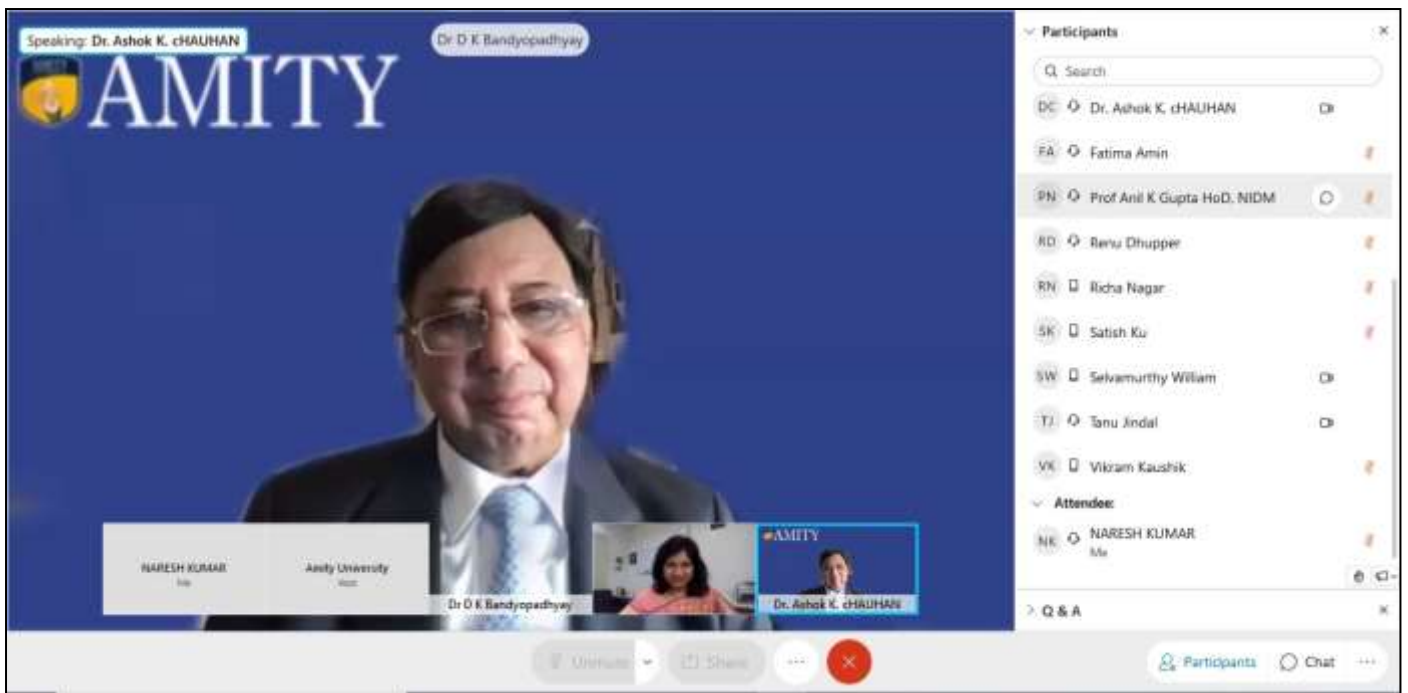 Speaking: Dr. Ashok K. cHAUHAN
Dr D K Bandyopadhyay
AMITY
NARESH KUMAR
Me
Amity University
Host
Dr D K Bandyopadhyay
AMITY
Dr. Ashok K. cHAUHAN
Unmute
Share
Participants
Search
DC Dr. Ashok K. cHAUHAN
FA Fatima Amin
PN Prof Anil K Gupta HoD, NIDM
RD Renu Dhupper
RN Richa Nagar
SK Satish Ku
SW Selvamurthy William
TJ Tanu Jindal
VK Vikram Kaushik
Attendee:
NK NARESH KUMAR
Me
Q & A
Participants
Chat